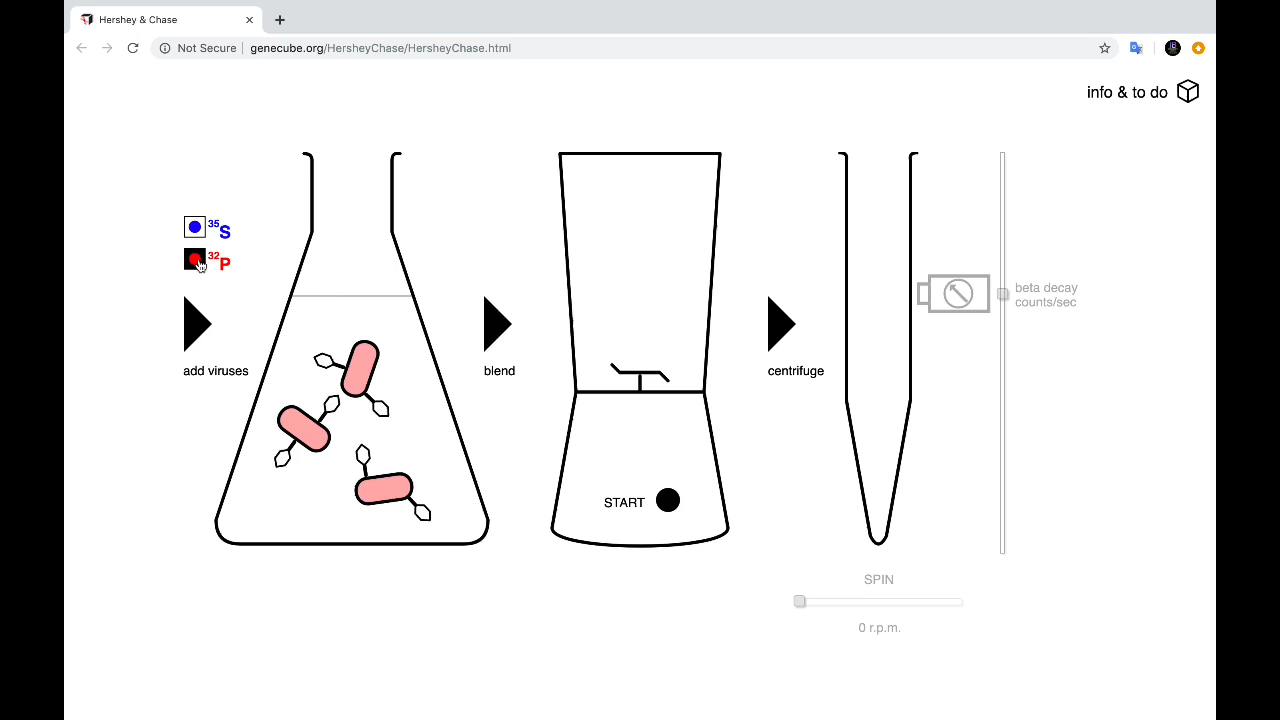 Hershey & Chase
Not Secure | genecube.org/HersheyChase/HersheyChase.html
info & to do
35S
32P
add viruses
blend
START
centrifuge
beta decay
counts/sec
SPIN
0 r.p.m.